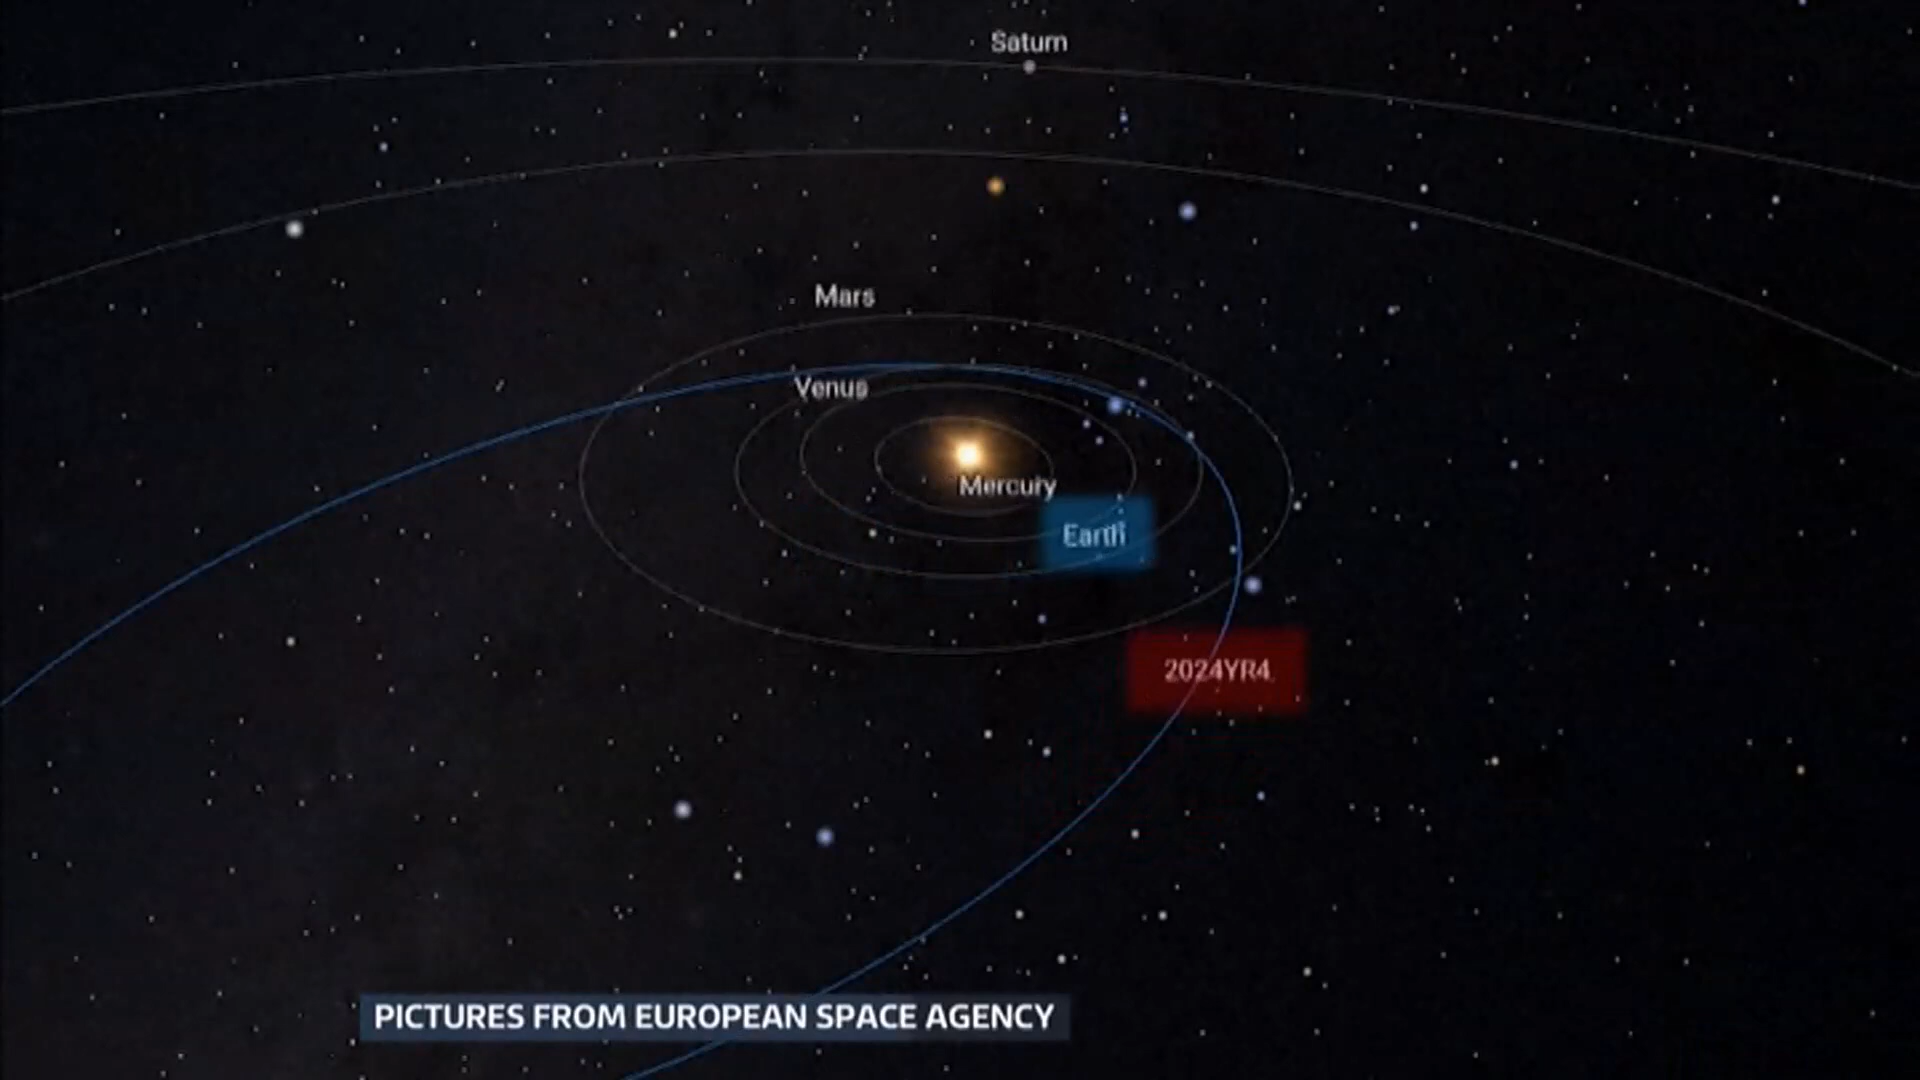 Saturn
Mars
Venus
Mercury
Earth
2024YR4
PICTURES FROM EUROPEAN SPACE AGENCY